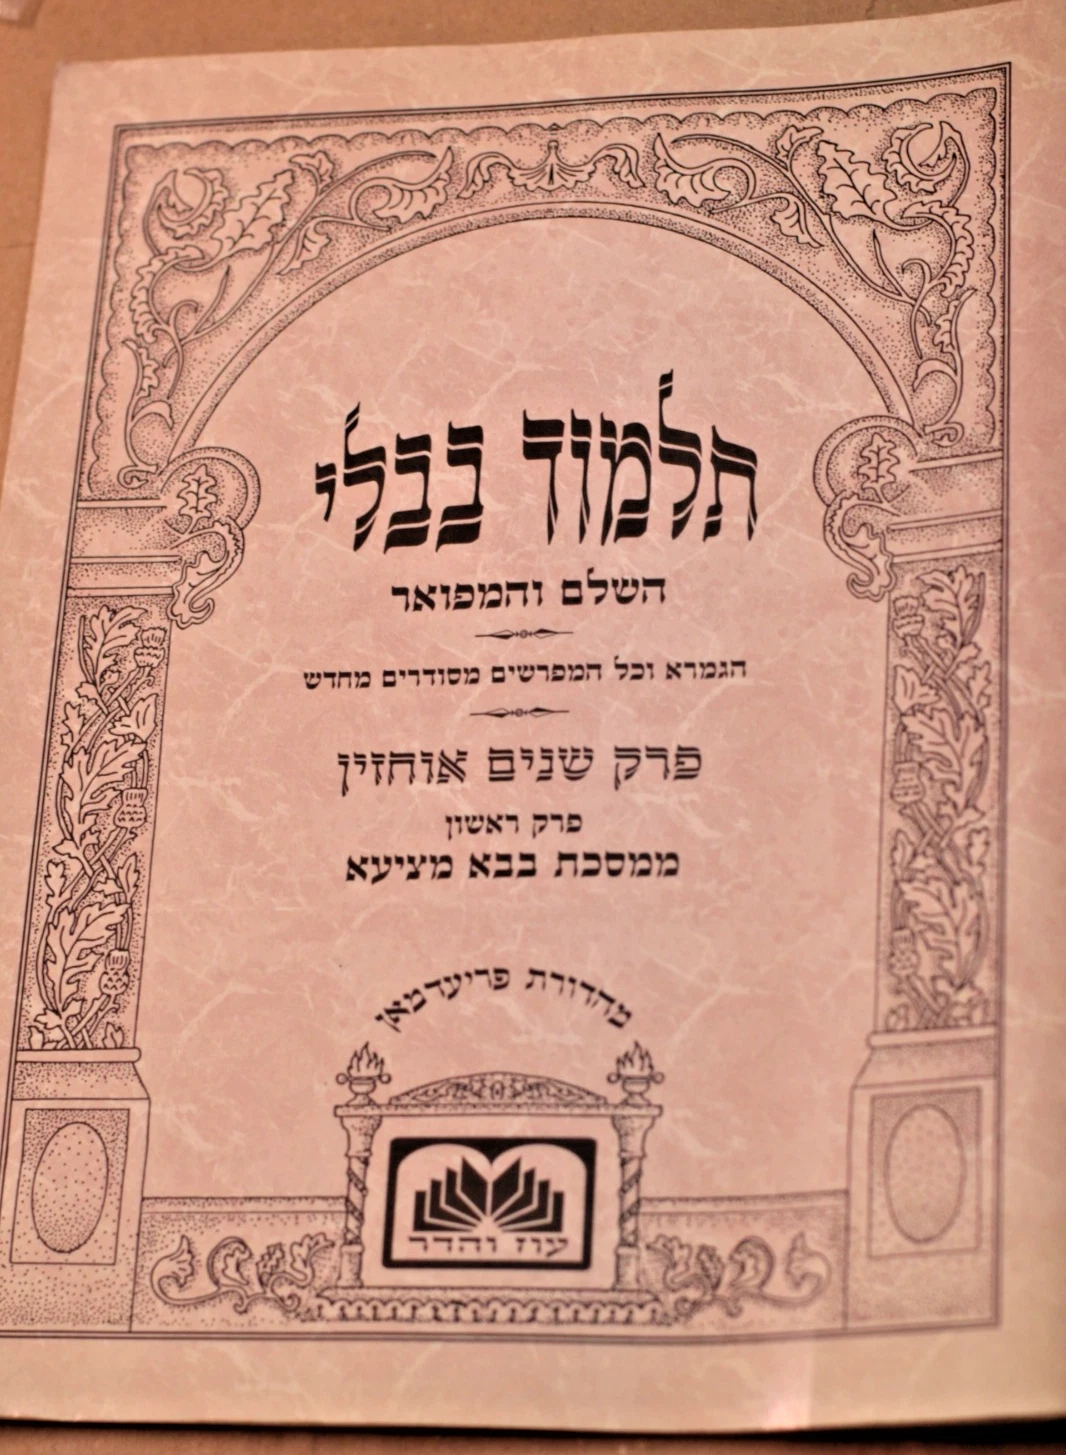 תלמוד בבלי
השלם והמפואר
הגמרא וכל המפרשים מסודרים מחדש
פרק שנים אוחזין
פרק ראשון
ממסכת בבא מציעא
מהדורת פריעדמאן
עוז והדר